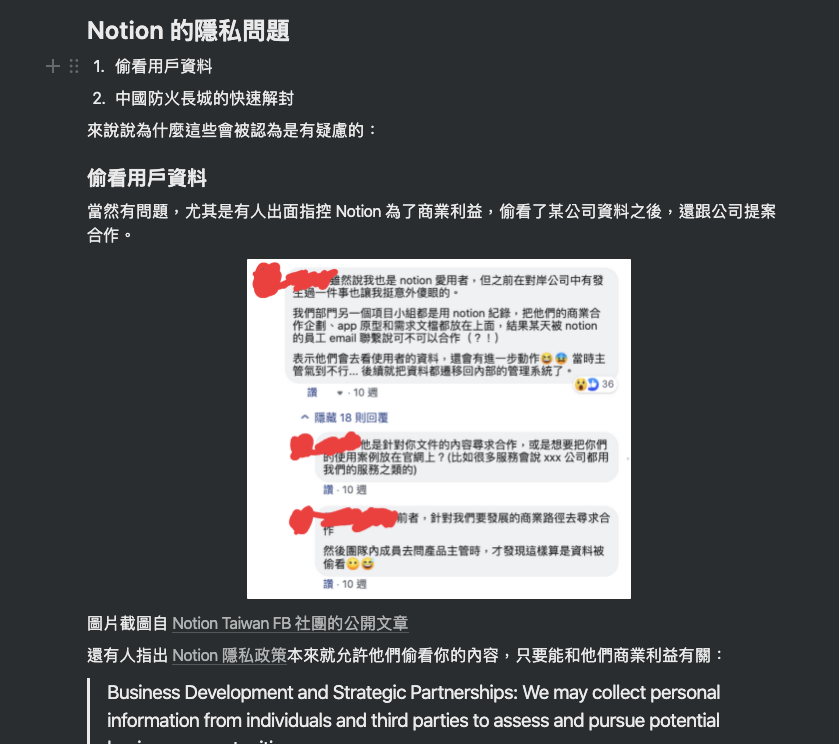 Notion 的隱私問題
1. 偷看用戶資料
2. 中國防火長城的快速解封
來說說為什麼這些會被認為是有疑慮的：
偷看用戶資料
當然有問題，尤其是有人出面指控 Notion 為了商業利益，偷看了某公司資料之後，還跟公司提案
合作。
雖然說我也是 notion 愛用者，但之前在對岸公司中有發
生過一件事也讓我挺意外傻眼的。
我們部門另一個項目小組都是用 notion 紀錄，把他們的商業合
作企劃、app 原型和需求文檔都放在上面，結果某天被 notion
的員工 email 聯繫說可不可以合作（？！）
表示他們會去看使用者的資料，還會有進一步動作😅😰 當時主
管氣到不行... 後續就把資料都遷移回內部的管理系統了。
36
讚 · 10 週
隱藏 18 則回覆
他是針對你文件的內容尋求合作，或是想要把你們
的使用案例放在官網上？(比如很多服務會說 xxx 公司都用
我們的服務之類的)
讚 · 10 週
前者，針對我們要發展的商業路徑去尋求合
作
然後團隊內成員去問產品主管時，才發現這樣算是資料被
偷看🙂😂
讚 · 10 週
圖片截圖自 Notion Taiwan FB 社團的公開文章
還有人指出 Notion 隱私政策本來就允許他們偷看你的內容，只要能和他們商業利益有關：
Business Development and Strategic Partnerships: We may collect personal
information from individuals and third parties to assess and pursue potential